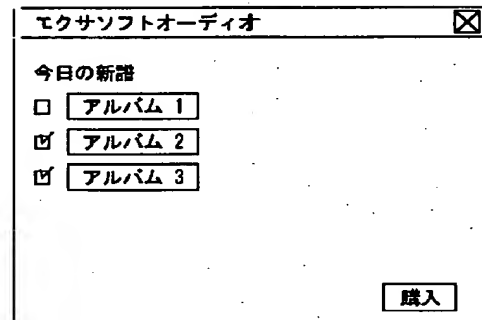 エクサソフトオーディオ
今日の新譜
アルバム 1
アルバム 2
アルバム 3
購入